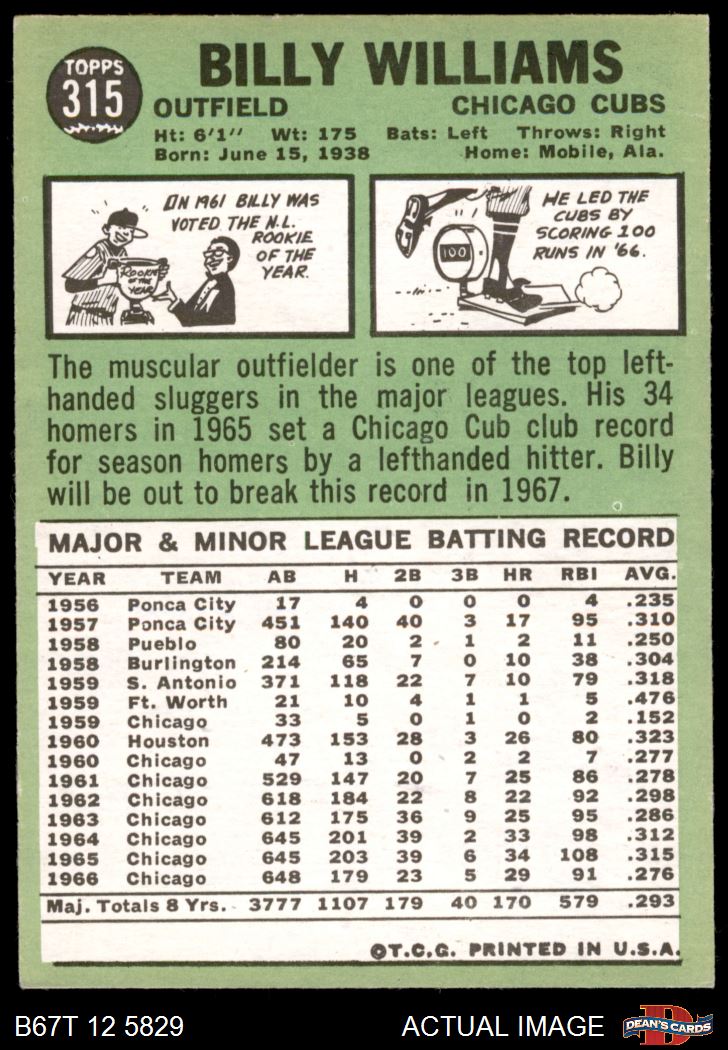 TOPPS
315
BILLY WILLIAMS
OUTFIELD CHICAGO CUBS
Ht: 6'1" Wt: 175 Bats: Left Throws: Right
Born: June 15, 1938 Home: Mobile, Ala.
ON 1961 BILLY WAS
VOTED THE N.L.
ROOKIE
OF THE
YEAR.
ROOKIE
OF THE
YEAR
HE LED THE
CUBS BY
SCORING 100
RUNS IN '66.
100
The muscular outfielder is one of the top left-
handed sluggers in the major leagues. His 34
homers in 1965 set a Chicago Cub club record
for season homers by a lefthanded hitter. Billy
will be out to break this record in 1967.
MAJOR & MINOR LEAGUE BATTING RECORD
YEAR TEAM AB H 2B 3B HR RBI AVG.
1956 Ponca City 17 4 0 0 0 4 .235
1957 Ponca City 451 140 40 3 17 95 .310
1958 Pueblo 80 20 2 1 2 11 .250
1958 Burlington 214 65 7 0 10 38 .304
1959 S. Antonio 371 118 22 7 10 79 .318
1959 Ft. Worth 21 10 4 1 1 5 .476
1959 Chicago 33 5 0 1 0 2 .152
1960 Houston 473 153 28 3 26 80 .323
1960 Chicago 47 13 0 2 2 7 .277
1961 Chicago 529 147 20 7 25 86 .278
1962 Chicago 618 184 22 8 22 92 .298
1963 Chicago 612 175 36 9 25 95 .286
1964 Chicago 645 201 39 2 33 98 .312
1965 Chicago 645 203 39 6 34 108 .315
1966 Chicago 648 179 23 5 29 91 .276
Maj. Totals 8 Yrs. 3777 1107 179 40 170 579 .293
©T.C.G. PRINTED IN U.S.A.
B67T 12 5829 ACTUAL IMAGE
D
DEAN'S CARDS